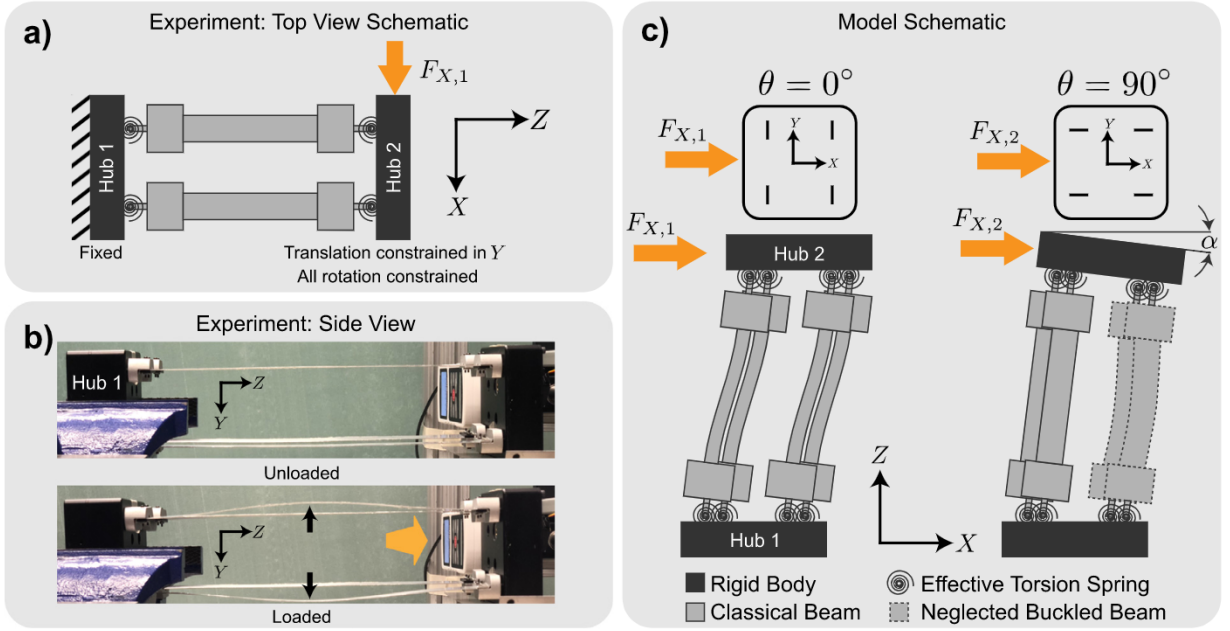 a)
Experiment: Top View Schematic
F_{X,1}
Hub 1
Hub 2
Z
X
Fixed
Translation constrained in Y
All rotation constrained
b)
Experiment: Side View
Hub 1
Z
Y
Unloaded
Z
Y
Loaded
c)
Model Schematic
θ = 0°
θ = 90°
F_{X,1}
Y
X
F_{X,2}
Y
X
F_{X,1}
Hub 2
F_{X,2}
α
Z
X
Hub 1
Rigid Body
Effective Torsion Spring
Classical Beam
Neglected Buckled Beam